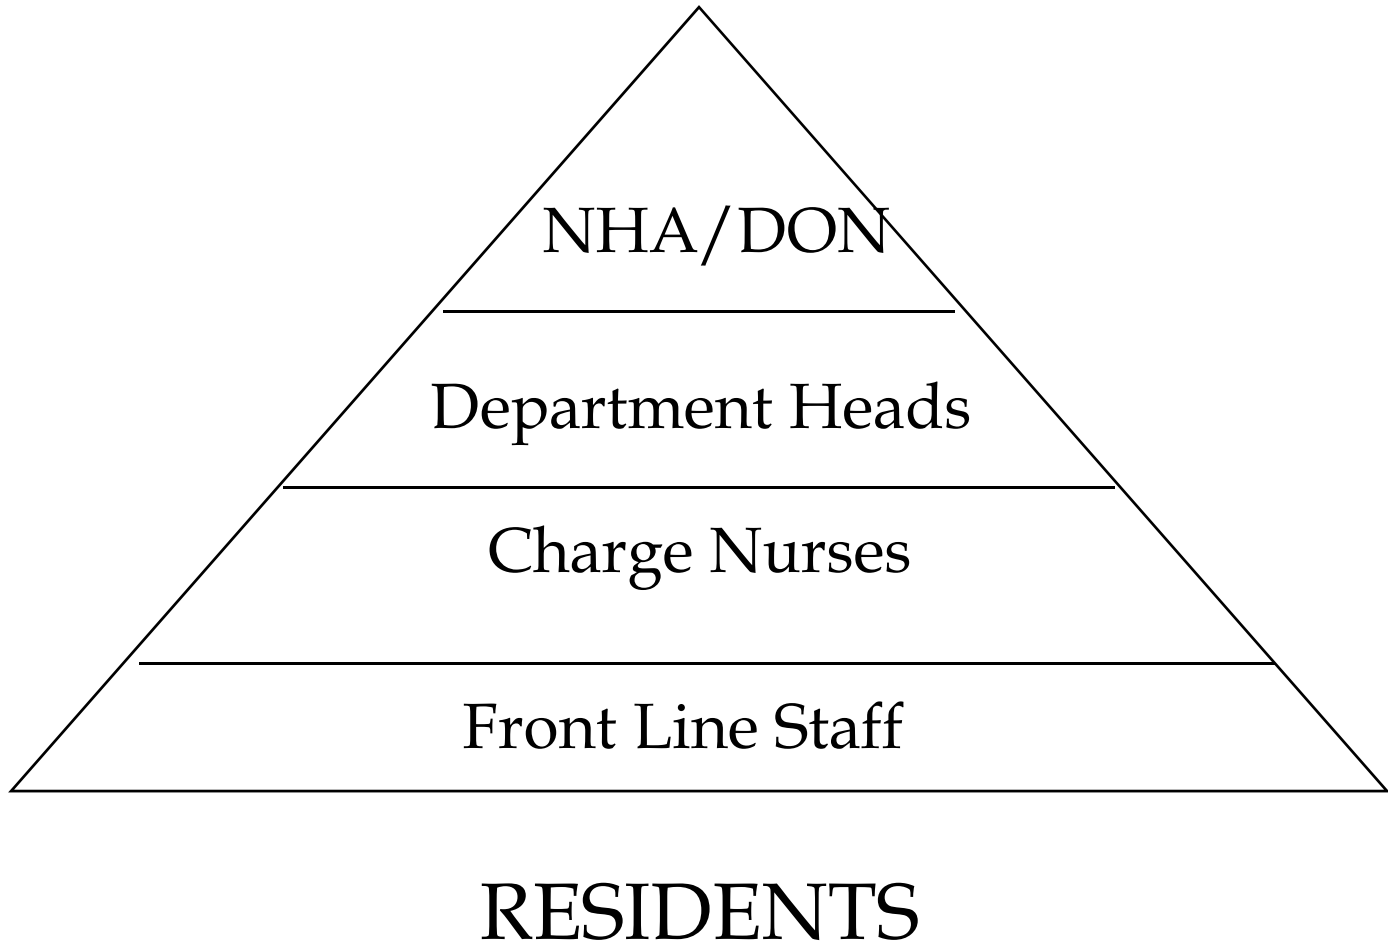 NHA/DON
Department Heads
Charge Nurses
Front Line Staff
RESIDENTS